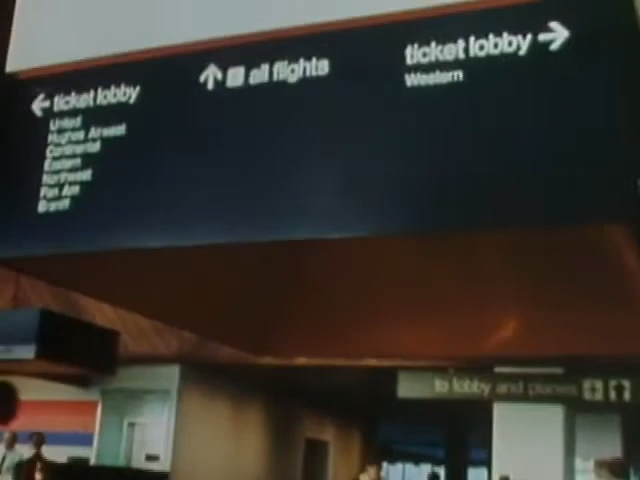 ← ticket lobby
United
Hughes Airwest
Continental
Eastern
Northwest
Pan Am
Braniff
↑ all flights
ticket lobby →
Western
to lobby and planes